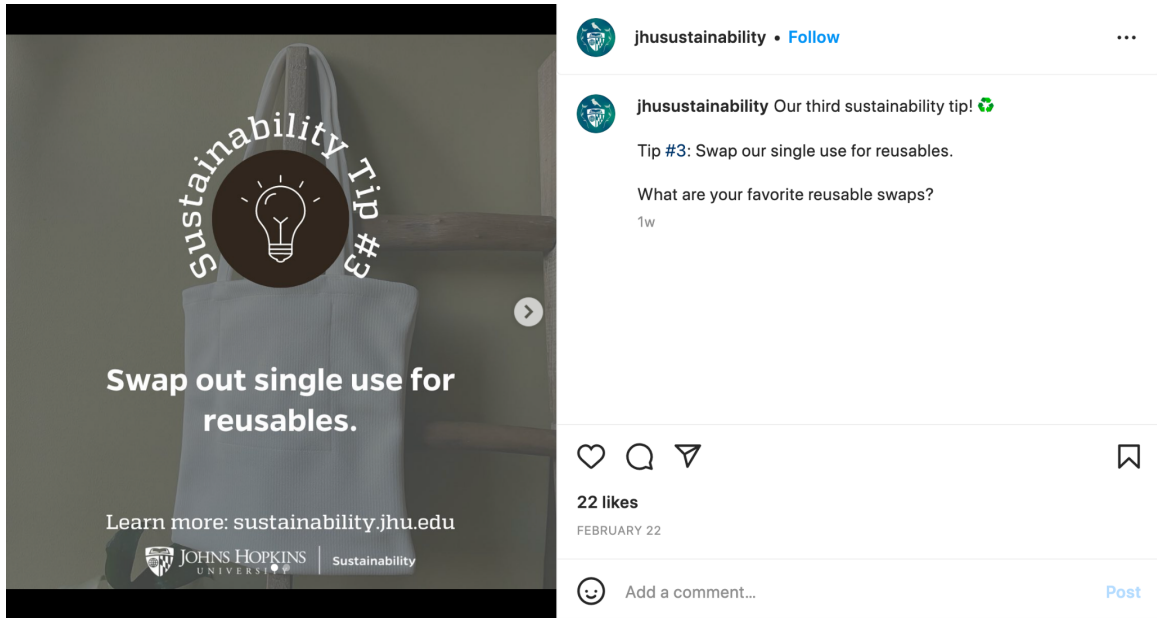 Sustainability Tip #3
Swap out single use for
reusables.
Learn more: sustainability.jhu.edu
JOHNS HOPKINS
UNIVERSITY
Sustainability
jhusustainability • Follow
jhusustainability Our third sustainability tip! ♻
Tip #3: Swap our single use for reusables.
What are your favorite reusable swaps?
1w
22 likes
FEBRUARY 22
Add a comment...
Post